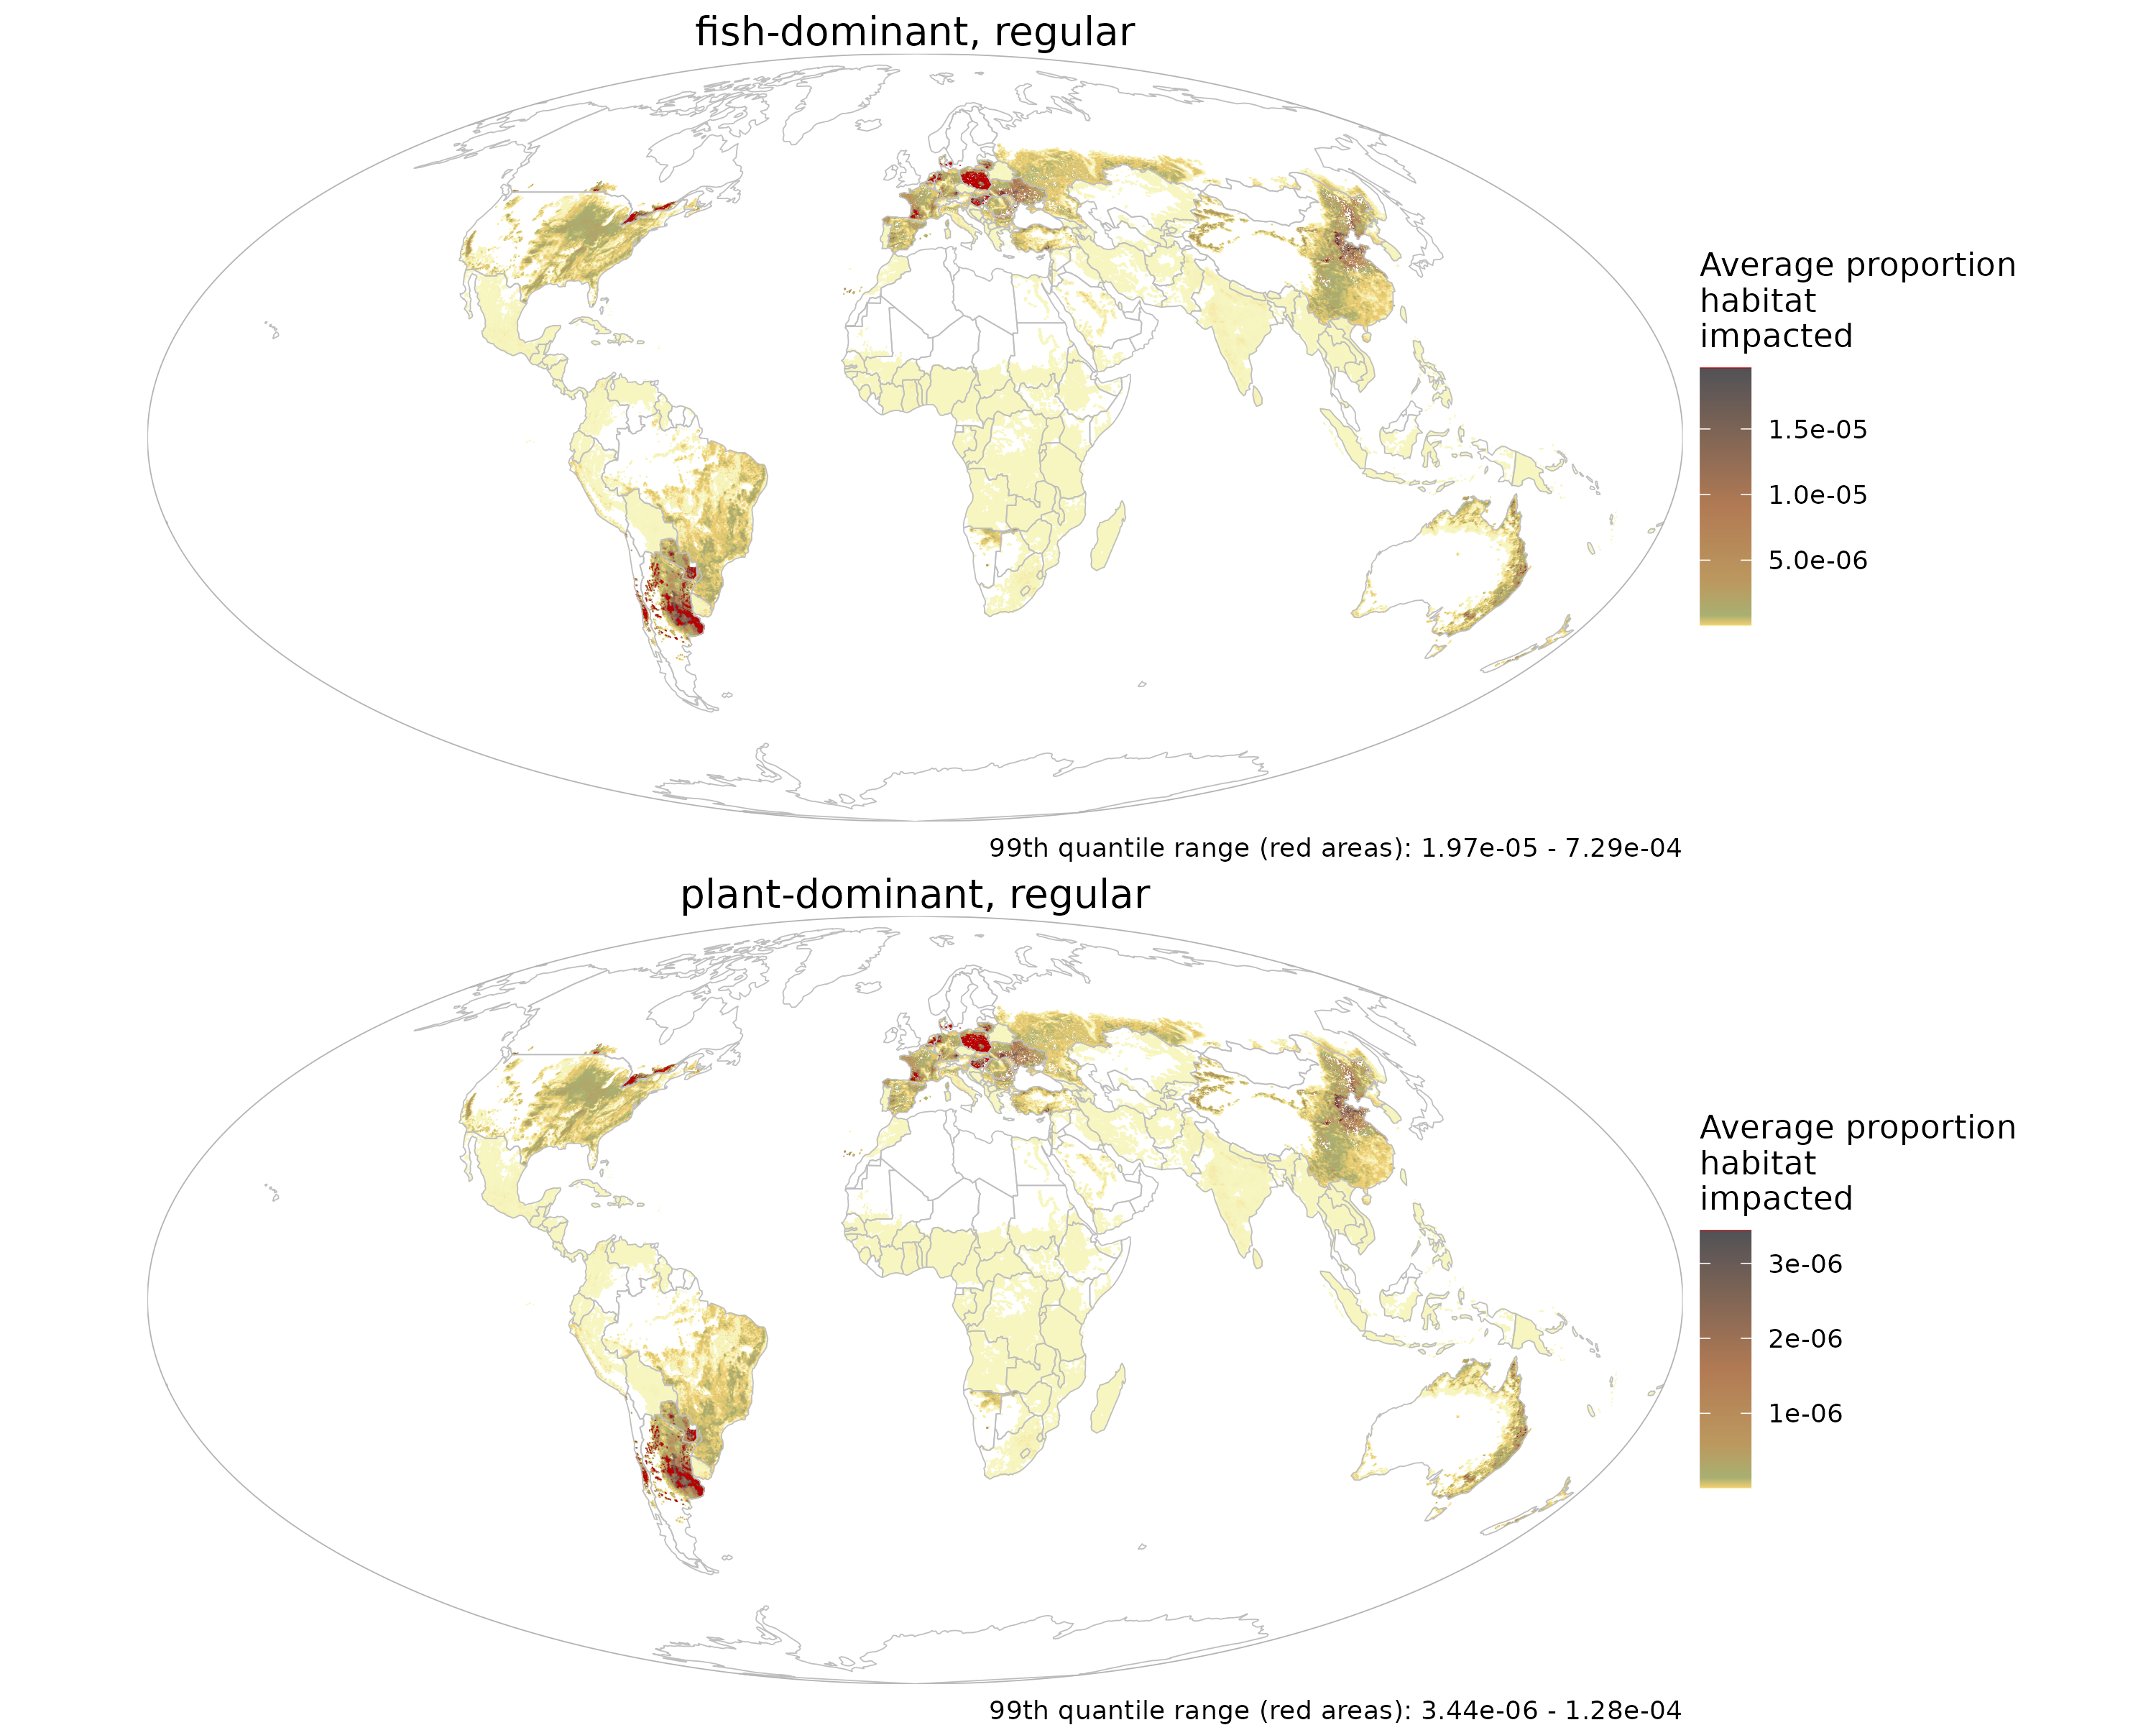 fish-dominant, regular
Average proportion
habitat
impacted
1.5e-05
1.0e-05
5.0e-06
99th quantile range (red areas): 1.97e-05 - 7.29e-04
plant-dominant, regular
Average proportion
habitat
impacted
3e-06
2e-06
1e-06
99th quantile range (red areas): 3.44e-06 - 1.28e-04